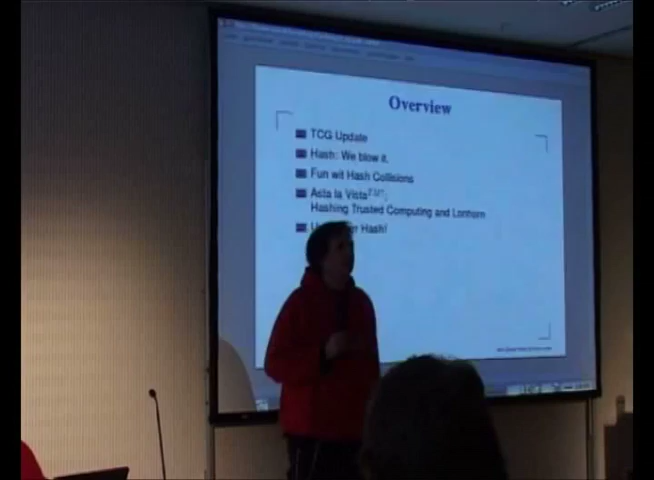 Overview
TCG Update
Hash: We blow it.
Fun wit Hash Collisions
Asta la Vista™:
Hashing Trusted Computing and Lonhorn
Hash!